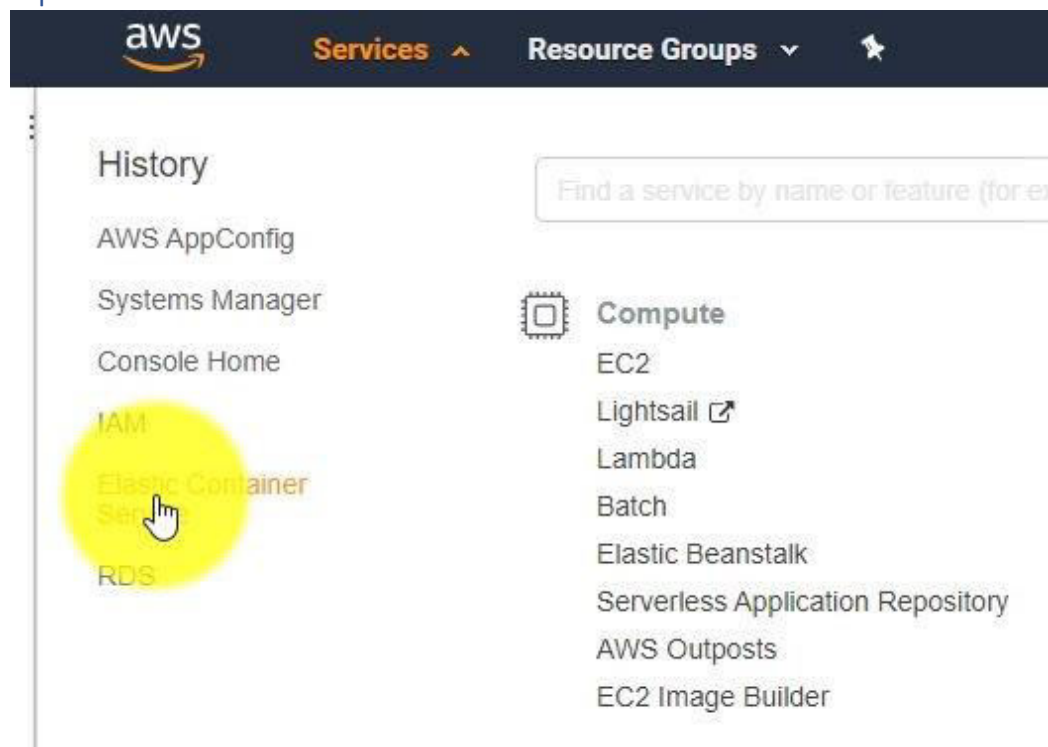 aws
Services
Resource Groups
History
Find a service by name or feature (for ex
AWS AppConfig
Systems Manager
Console Home
IAM
Elastic Container
Service
RDS
Compute
EC2
Lightsail
Lambda
Batch
Elastic Beanstalk
Serverless Application Repository
AWS Outposts
EC2 Image Builder